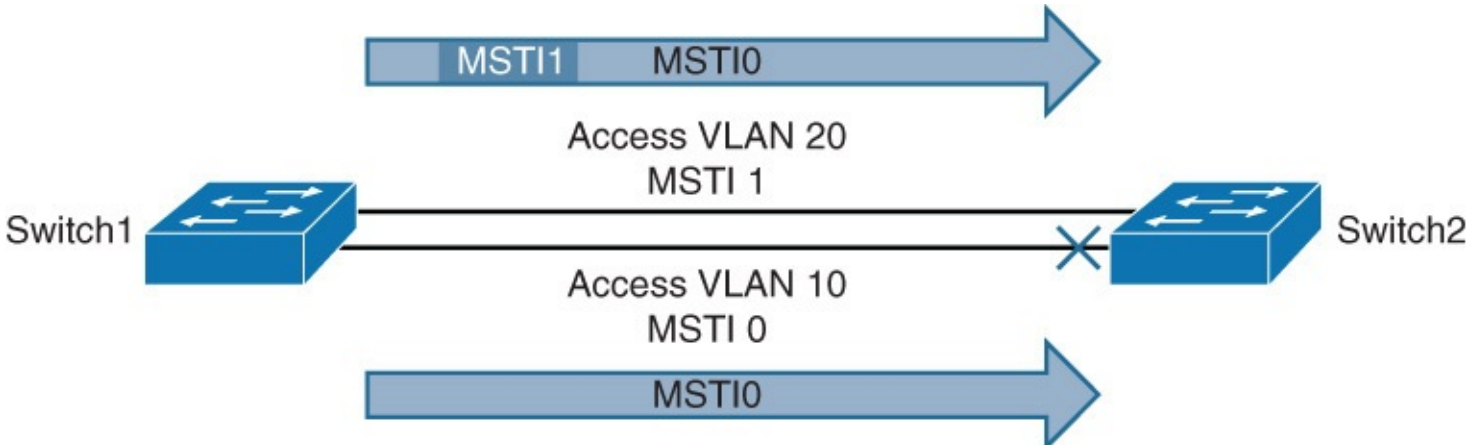 MSTI1 MSTI0
Access VLAN 20
MSTI 1
Switch1
Switch2
Access VLAN 10
MSTI 0
MSTI0